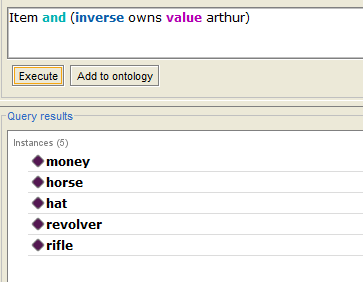 Item and (inverse owns value arthur)
Execute
Add to ontology
Query results
Instances (5)
money
horse
hat
revolver
rifle